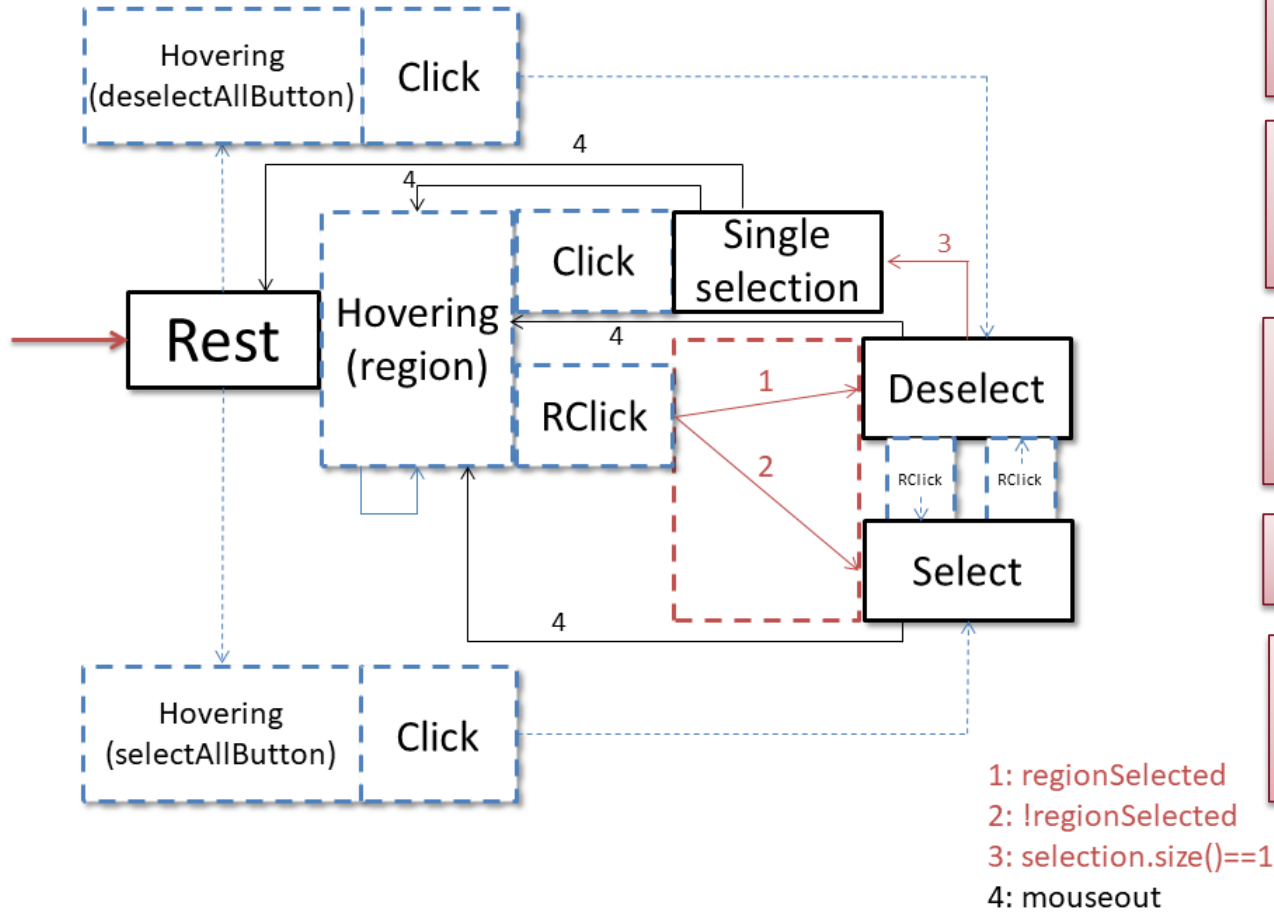 Hovering
(deselectAllButton)
Click
4
4
Single
selection
Click
3
Hovering
(region)
Rest
4
1
Deselect
RClick
2
RClick
RClick
Select
4
Hovering
(selectAllButton)
Click
1: regionSelected
2: !regionSelected
3: selection.size()==1
4: mouseout